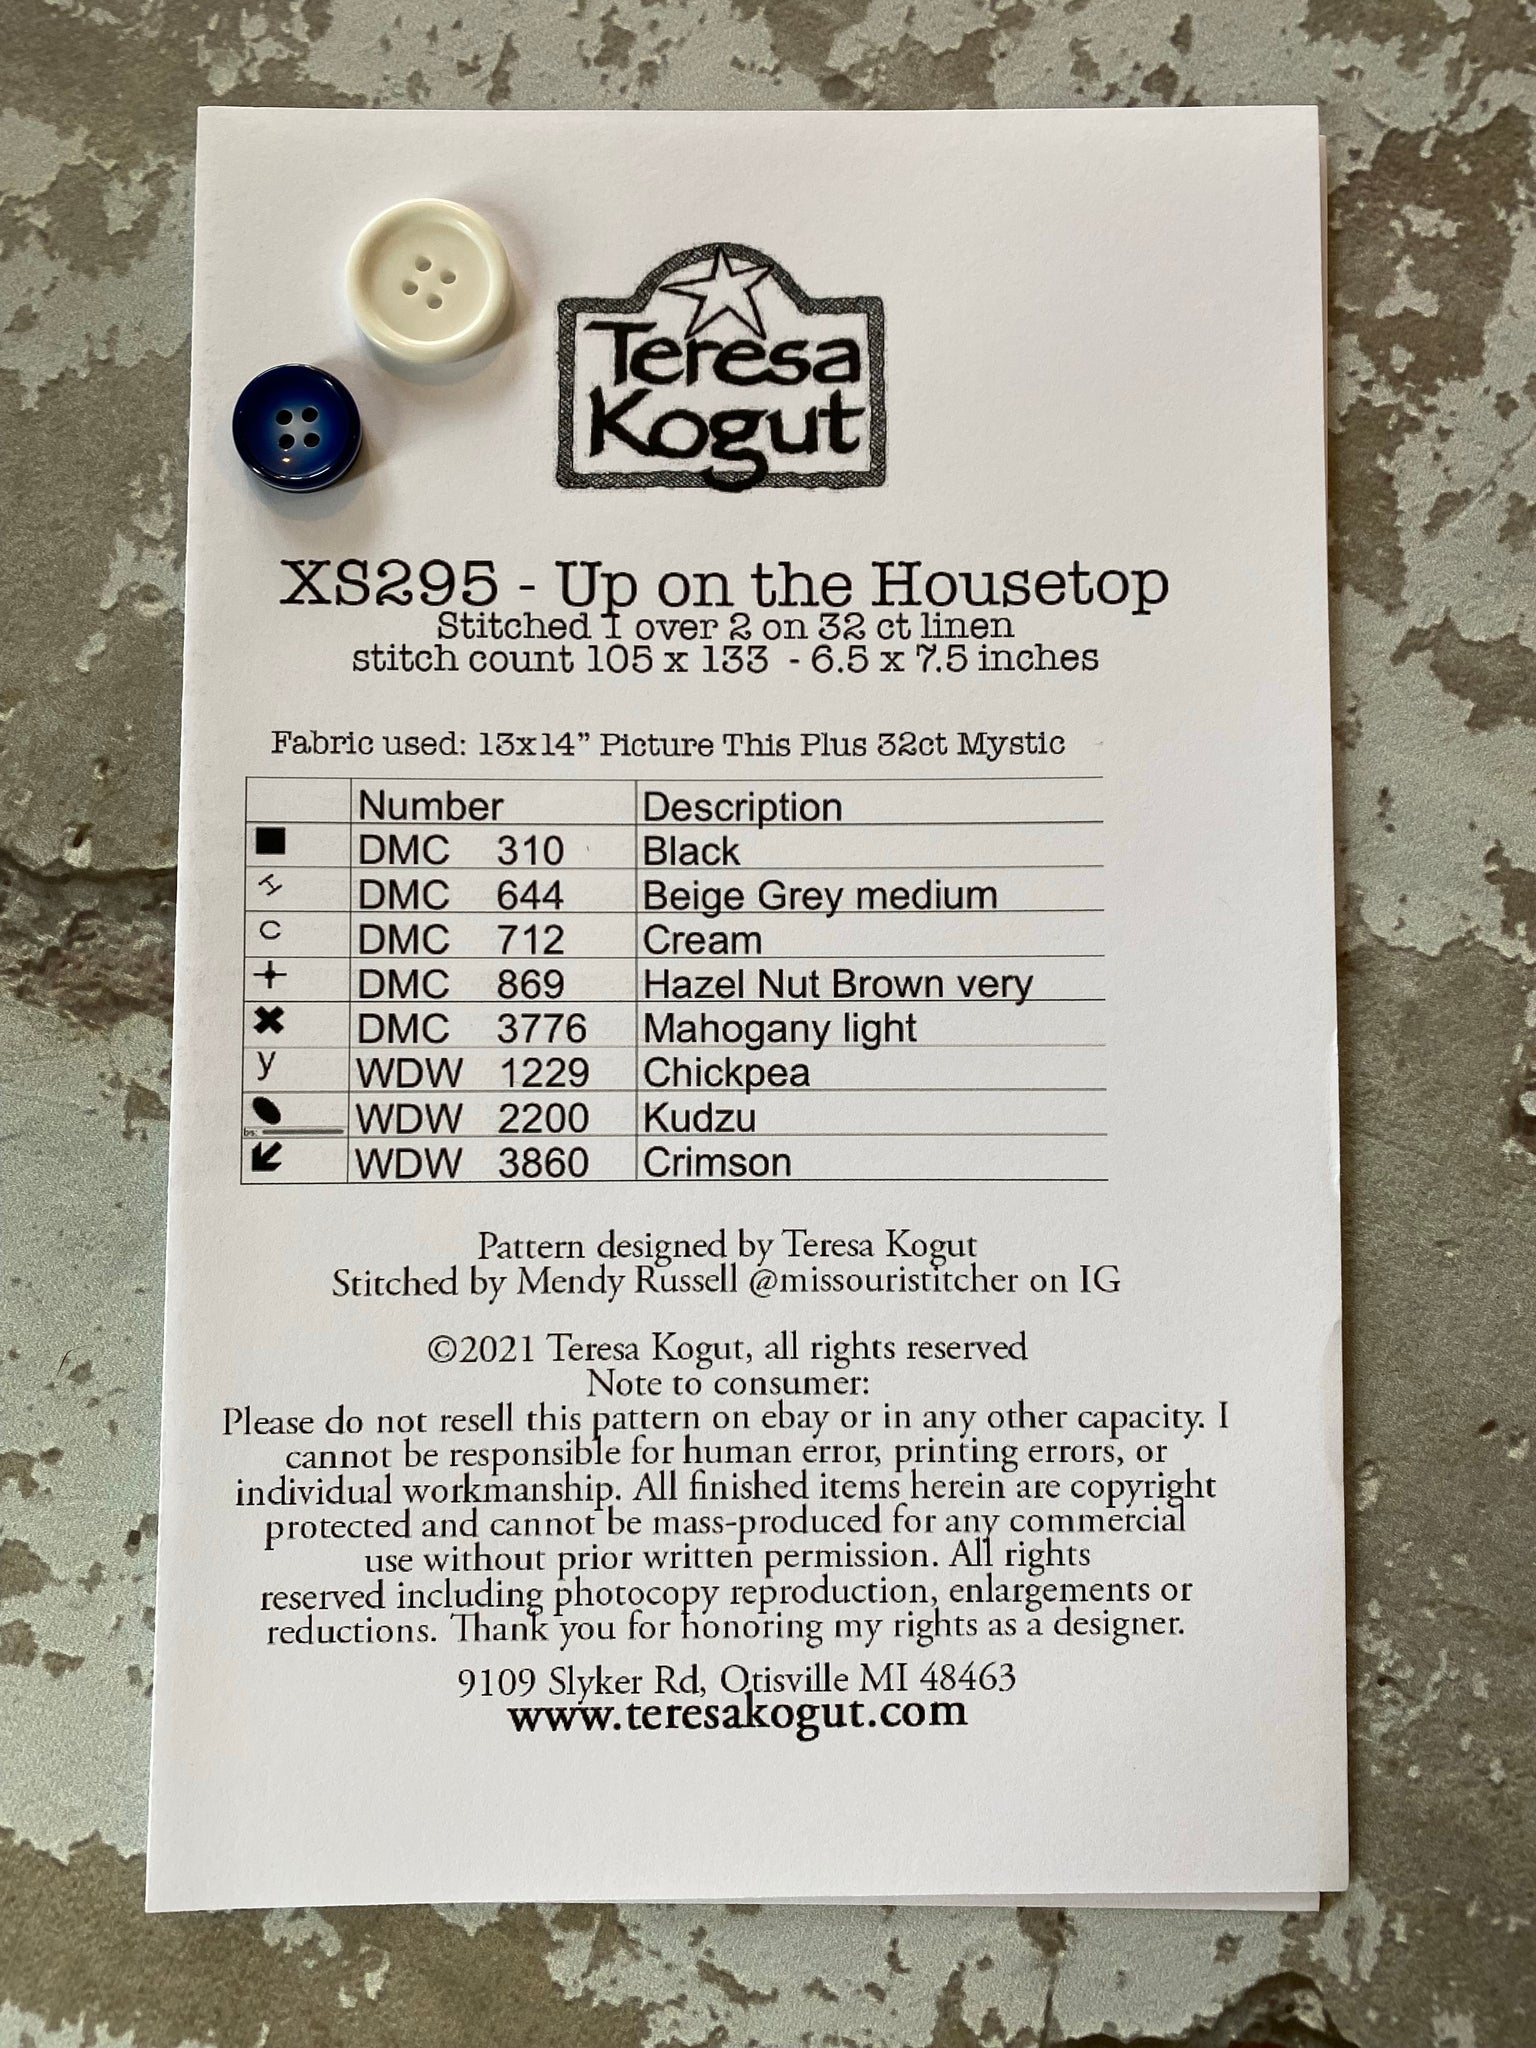 Teresa
Kogut
XS295 - Up on the Housetop
Stitched 1 over 2 on 32 ct linen
stitch count 105 x 133 - 6.5 x 7.5 inches
Fabric used: 13x14” Picture This Plus 32ct Mystic
Number Description
DMC 310 Black
DMC 644 Beige Grey medium
c DMC 712 Cream
DMC 869 Hazel Nut Brown very
DMC 3776 Mahogany light
y WDW 1229 Chickpea
WDW 2200 Kudzu
bs:
WDW 3860 Crimson
Pattern designed by Teresa Kogut
Stitched by Mendy Russell @missouristitcher on IG
©2021 Teresa Kogut, all rights reserved
Note to consumer:
Please do not resell this pattern on ebay or in any other capacity. I
cannot be responsible for human error, printing errors, or
individual workmanship. All finished items herein are copyright
protected and cannot be mass-produced for any commercial
use without prior written permission. All rights
reserved including photocopy reproduction, enlargements or
reductions. Thank you for honoring my rights as a designer.
9109 Slyker Rd, Otisville MI 48463
www.teresakogut.com